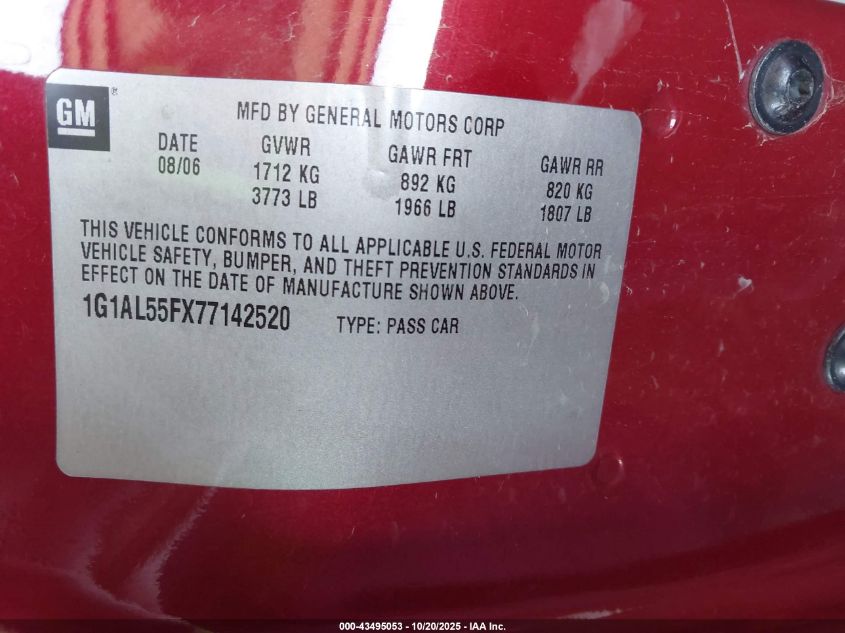 GM ®
MFD BY GENERAL MOTORS CORP
DATE GVWR GAWR FRT GAWR RR
08/06 1712 KG 892 KG 820 KG
3773 LB 1966 LB 1807 LB
THIS VEHICLE CONFORMS TO ALL APPLICABLE U.S. FEDERAL MOTOR
VEHICLE SAFETY, BUMPER, AND THEFT PREVENTION STANDARDS IN
EFFECT ON THE DATE OF MANUFACTURE SHOWN ABOVE.
1G1AL55FX77142520 TYPE: PASS CAR
000-43495053 - 10/20/2025 - IAA Inc.